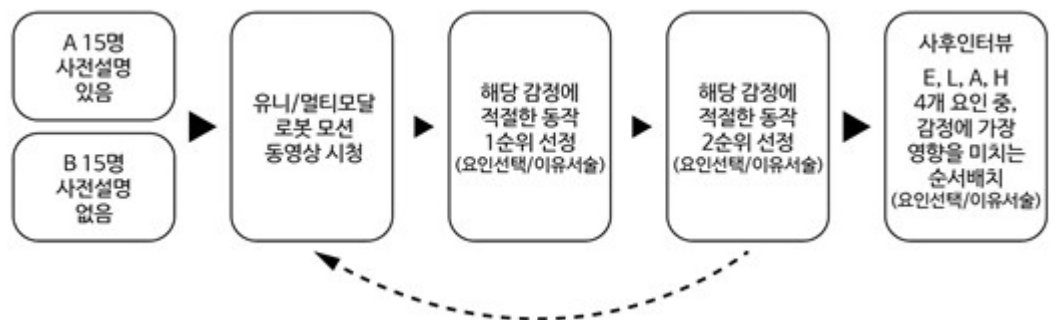 A 15명
사전설명
있음
B 15명
사전설명
없음
유니/멀티모달
로봇 모션
동영상 시청
해당 감정에
적절한 동작
1순위 선정
(요인선택/이유서술)
해당 감정에
적절한 동작
2순위 선정
(요인선택/이유서술)
사후인터뷰
E, L, A, H
4개 요인 중,
감정에 가장
영향을 미치는
순서배치
(요인선택/이유서술)